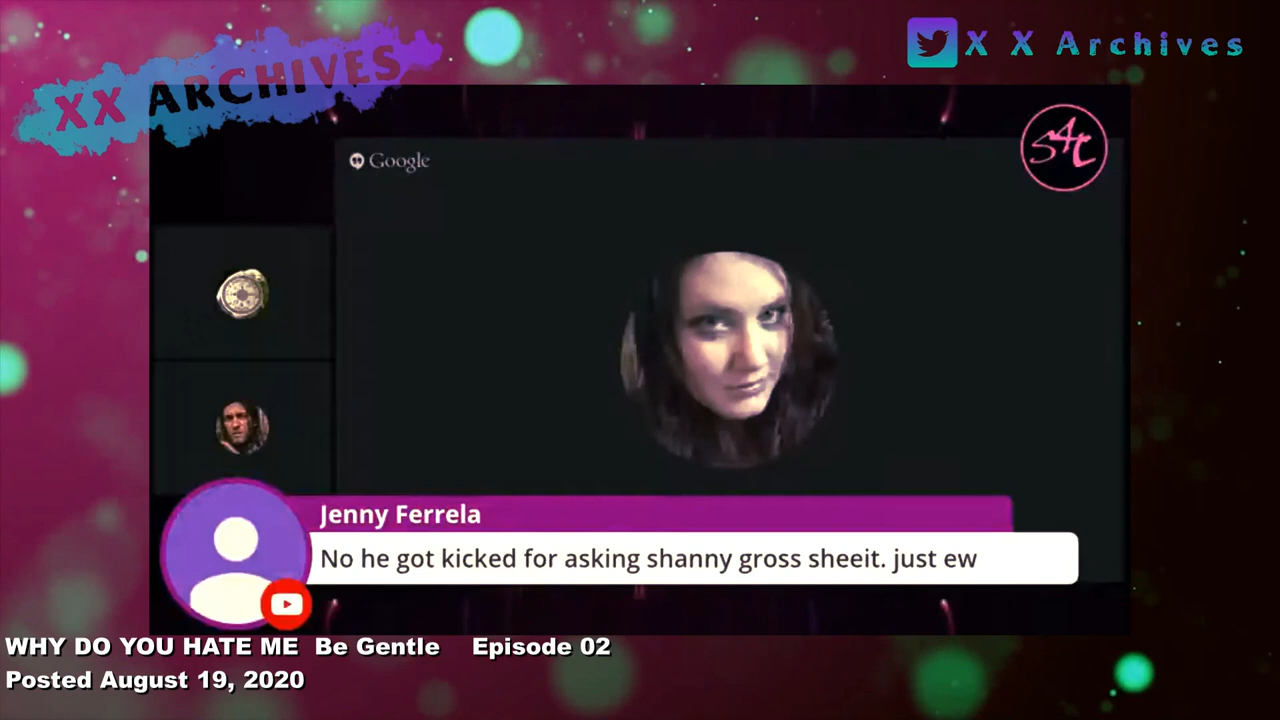 XX ARCHIVES
X X Archives
S4C
Google
Jenny Ferrela
No he got kicked for asking shanny gross sheeit. just ew
WHY DO YOU HATE ME Be Gentle Episode 02
Posted August 19, 2020